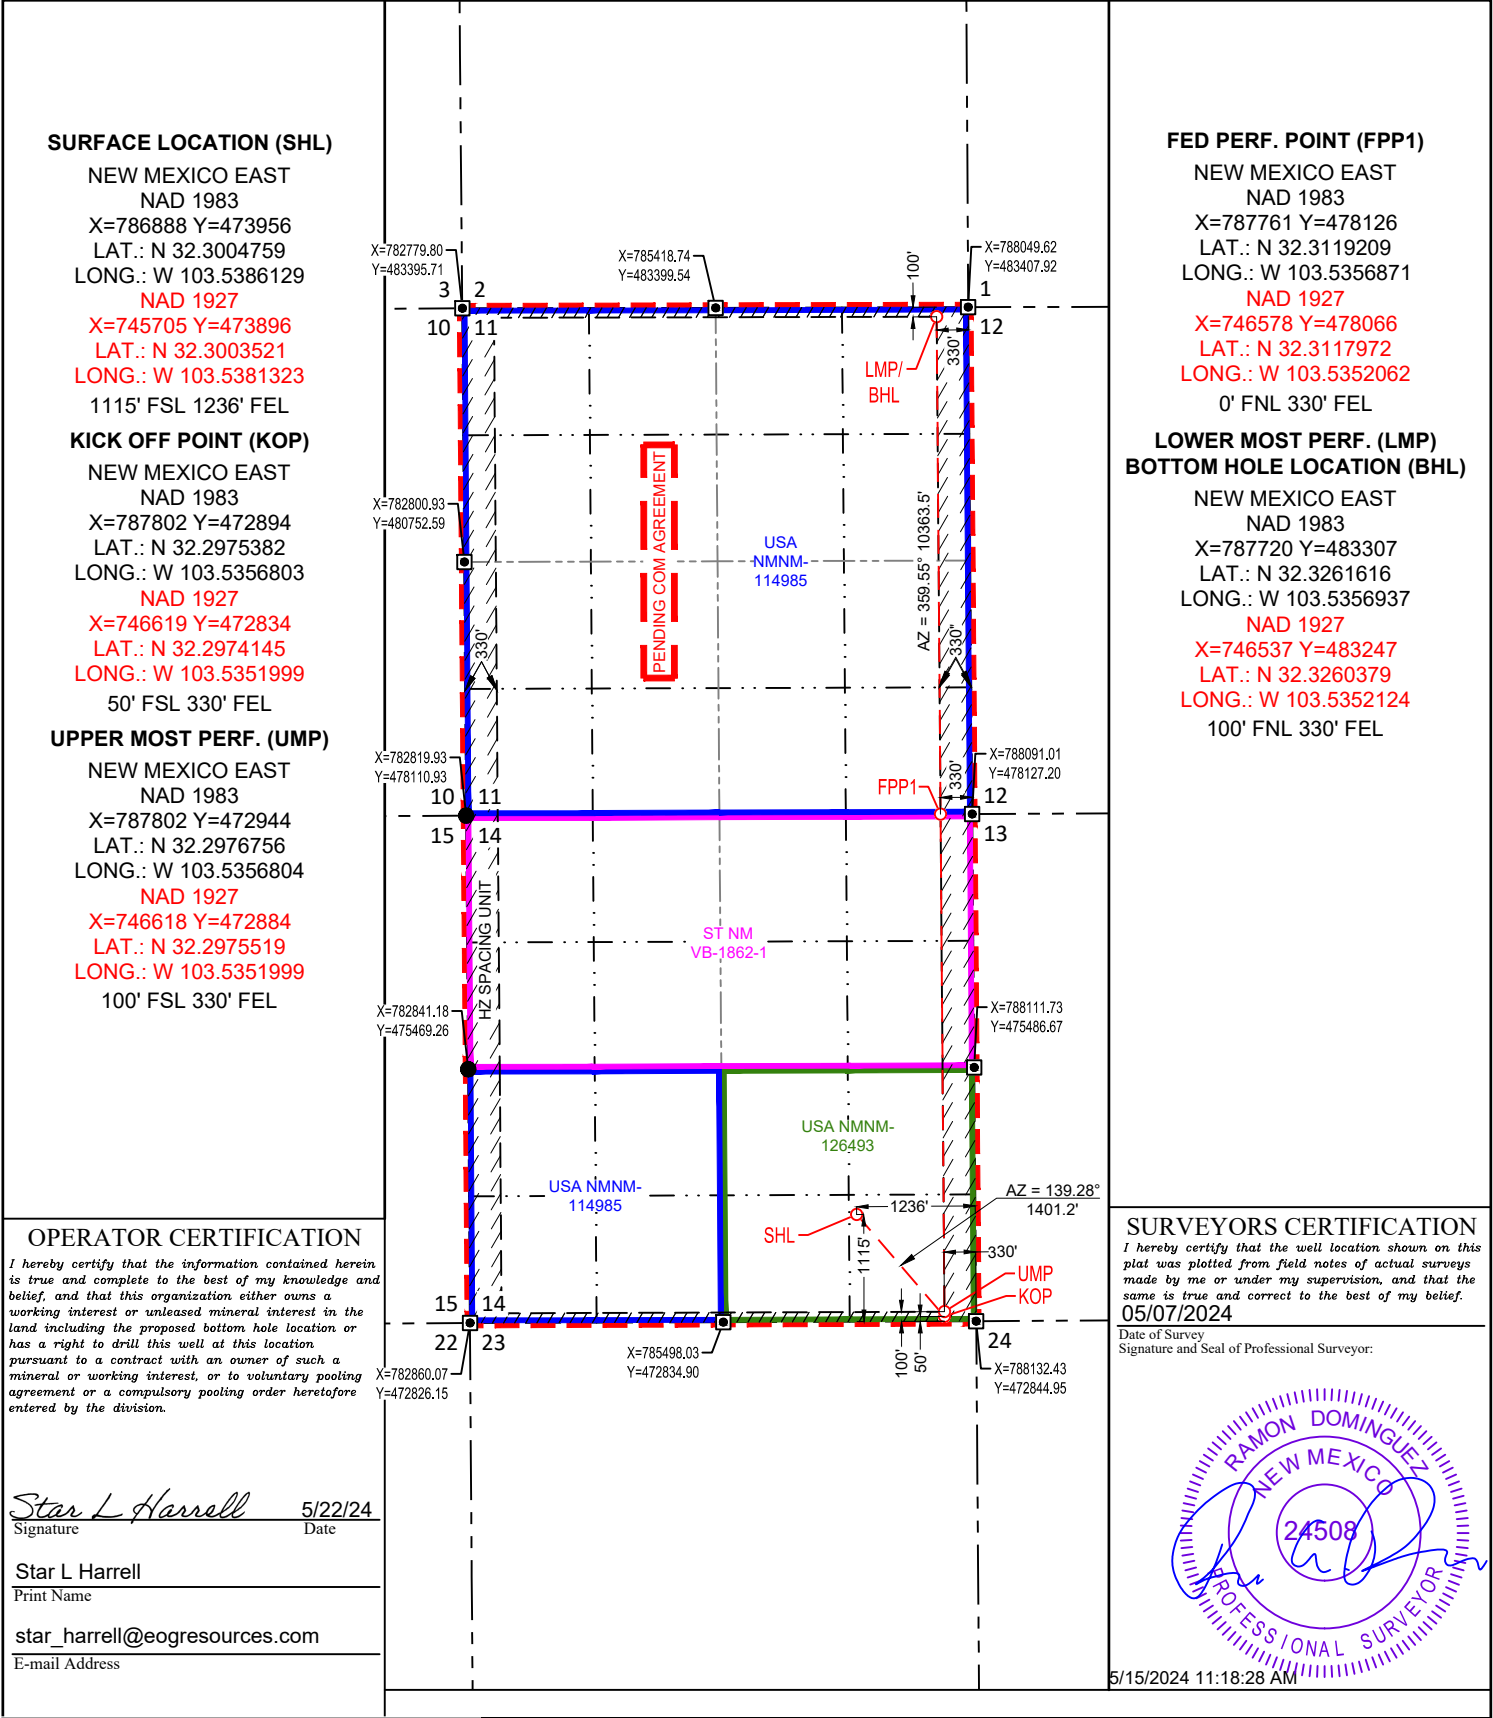 SURFACE LOCATION (SHL)
NEW MEXICO EAST
NAD 1983
X=786888 Y=473956
LAT.: N 32.3004759
LONG.: W 103.5386129
NAD 1927
X=745705 Y=473896
LAT.: N 32.3003521
LONG.: W 103.5381323
1115' FSL 1236' FEL
KICK OFF POINT (KOP)
NEW MEXICO EAST
NAD 1983
X=787802 Y=472894
LAT.: N 32.2975382
LONG.: W 103.5356803
NAD 1927
X=746619 Y=472834
LAT.: N 32.2974145
LONG.: W 103.5351999
50' FSL 330' FEL
UPPER MOST PERF. (UMP)
NEW MEXICO EAST
NAD 1983
X=787802 Y=472944
LAT.: N 32.2976756
LONG.: W 103.5356804
NAD 1927
X=746618 Y=472884
LAT.: N 32.2975519
LONG.: W 103.5351999
100' FSL 330' FEL
OPERATOR CERTIFICATION
I hereby certify that the information contained herein
is true and complete to the best of my knowledge and
belief, and that this organization either owns a
working interest or unleased mineral interest in the
land including the proposed bottom hole location or
has a right to drill this well at this location
pursuant to a contract with an owner of such a
mineral or working interest, or to voluntary pooling
agreement or a compulsory pooling order heretofore
entered by the division.
Star L Harrell 5/22/24
Signature Date
Star L Harrell
Print Name
star_harrell@eogresources.com
E-mail Address
X=782779.80
Y=483395.71
X=785418.74
Y=483399.54
X=788049.62
Y=483407.92
100'
3 2
1
10 11
12
330'
LMP/
BHL
PENDING COM AGREEMENT
X=782800.93
Y=480752.59
USA
NMNM-
114985
AZ = 359.55° 10363.5'
330'
330'
X=782819.93
Y=478110.93
X=788091.01
Y=478127.20
330'
FPP1
10 11
12
15 14
13
HZ SPACING UNIT
ST NM
VB-1862-1
X=782841.18
Y=475469.26
X=788111.73
Y=475486.67
USA NMNM-
126493
USA NMNM-
114985
AZ = 139.28°
1401.2'
1236'
SHL
1115'
330'
UMP
KOP
15 14
22 23
24
100'
50'
X=782860.07
Y=472826.15
X=785498.03
Y=472834.90
X=788132.43
Y=472844.95
FED PERF. POINT (FPP1)
NEW MEXICO EAST
NAD 1983
X=787761 Y=478126
LAT.: N 32.3119209
LONG.: W 103.5356871
NAD 1927
X=746578 Y=478066
LAT.: N 32.3117972
LONG.: W 103.5352062
0' FNL 330' FEL
LOWER MOST PERF. (LMP)
BOTTOM HOLE LOCATION (BHL)
NEW MEXICO EAST
NAD 1983
X=787720 Y=483307
LAT.: N 32.3261616
LONG.: W 103.5356937
NAD 1927
X=746537 Y=483247
LAT.: N 32.3260379
LONG.: W 103.5352124
100' FNL 330' FEL
SURVEYORS CERTIFICATION
I hereby certify that the well location shown on this
plat was plotted from field notes of actual surveys
made by me or under my supervision, and that the
same is true and correct to the best of my belief.
05/07/2024
Date of Survey
Signature and Seal of Professional Surveyor:
RAMON DOMINGUEZ
NEW MEXICO
24508
PROFESSIONAL SURVEYOR
5/15/2024 11:18:28 AM